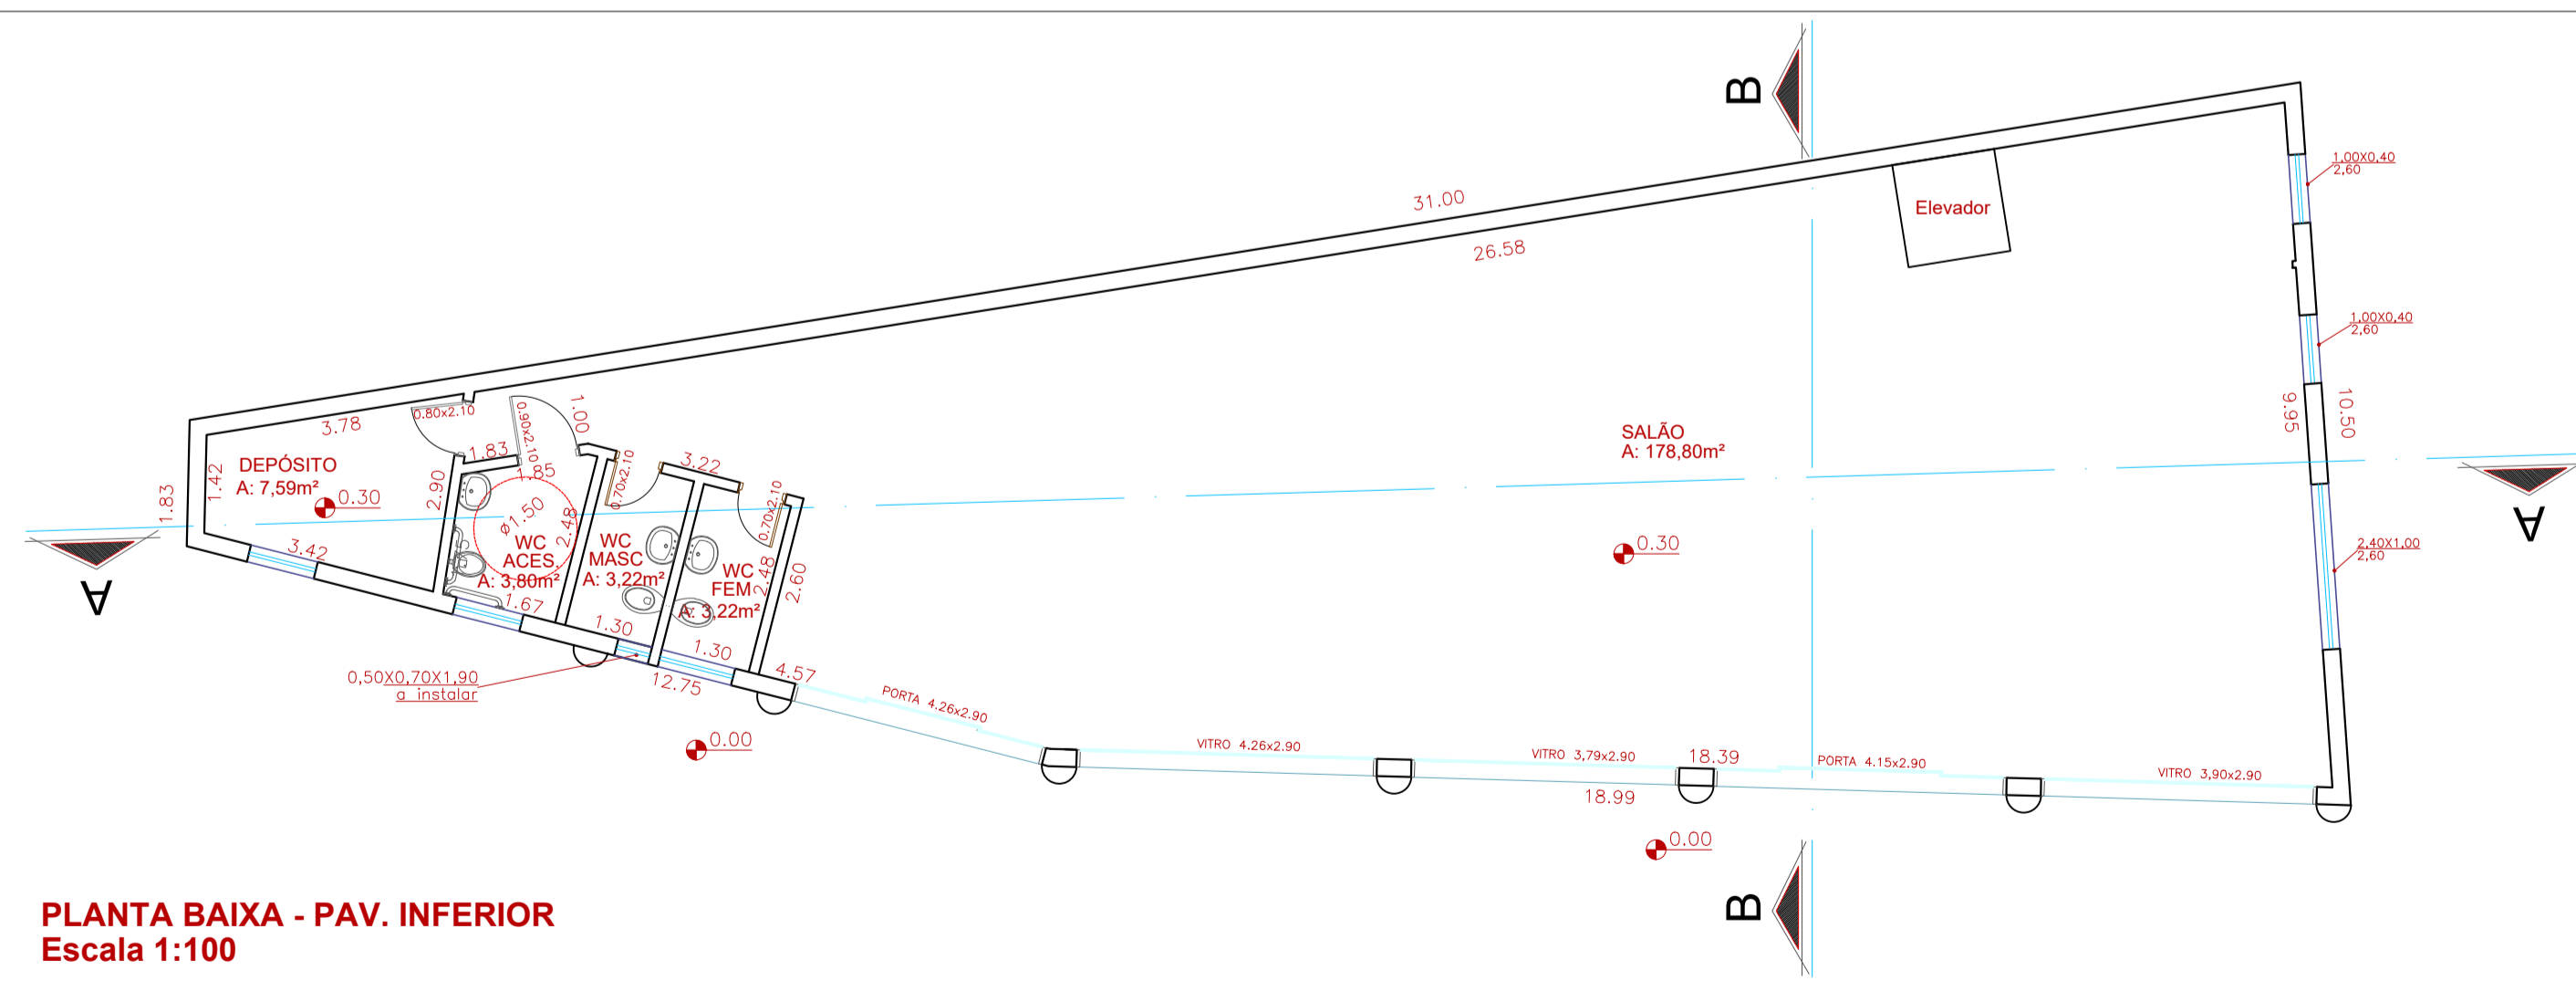 B
1,00X0,40
2,60
31.00
Elevador
26.58
1,00X0,40
2,60
9.95
10.50
0.80x2.10
0.90x2.10
1.00
3.78
1.83
1.85
0.70x2.10
3.22
0.70x2.10
SALÃO
A: 178,80m²
DEPÓSITO
A: 7,59m²
0.30
1.42
1.83
2.90
ø1.50
2.48
WC
ACES.
A: 3,80m²
WC
MASC
A: 3,22m²
WC
FEM
A: 3,22m²
2.48
2.60
0.30
2,40X1,00
2,60
A
A
3.42
1.67
1.30
1.30
4.57
0,50X0,70X1,90
a instalar
12.75
PORTA 4.26x2.90
0.00
VITRO 4.26x2.90
VITRO 3,79x2.90
18.39
PORTA 4.15x2.90
VITRO 3,90x2.90
18.99
0.00
B
PLANTA BAIXA - PAV. INFERIOR
Escala 1:100